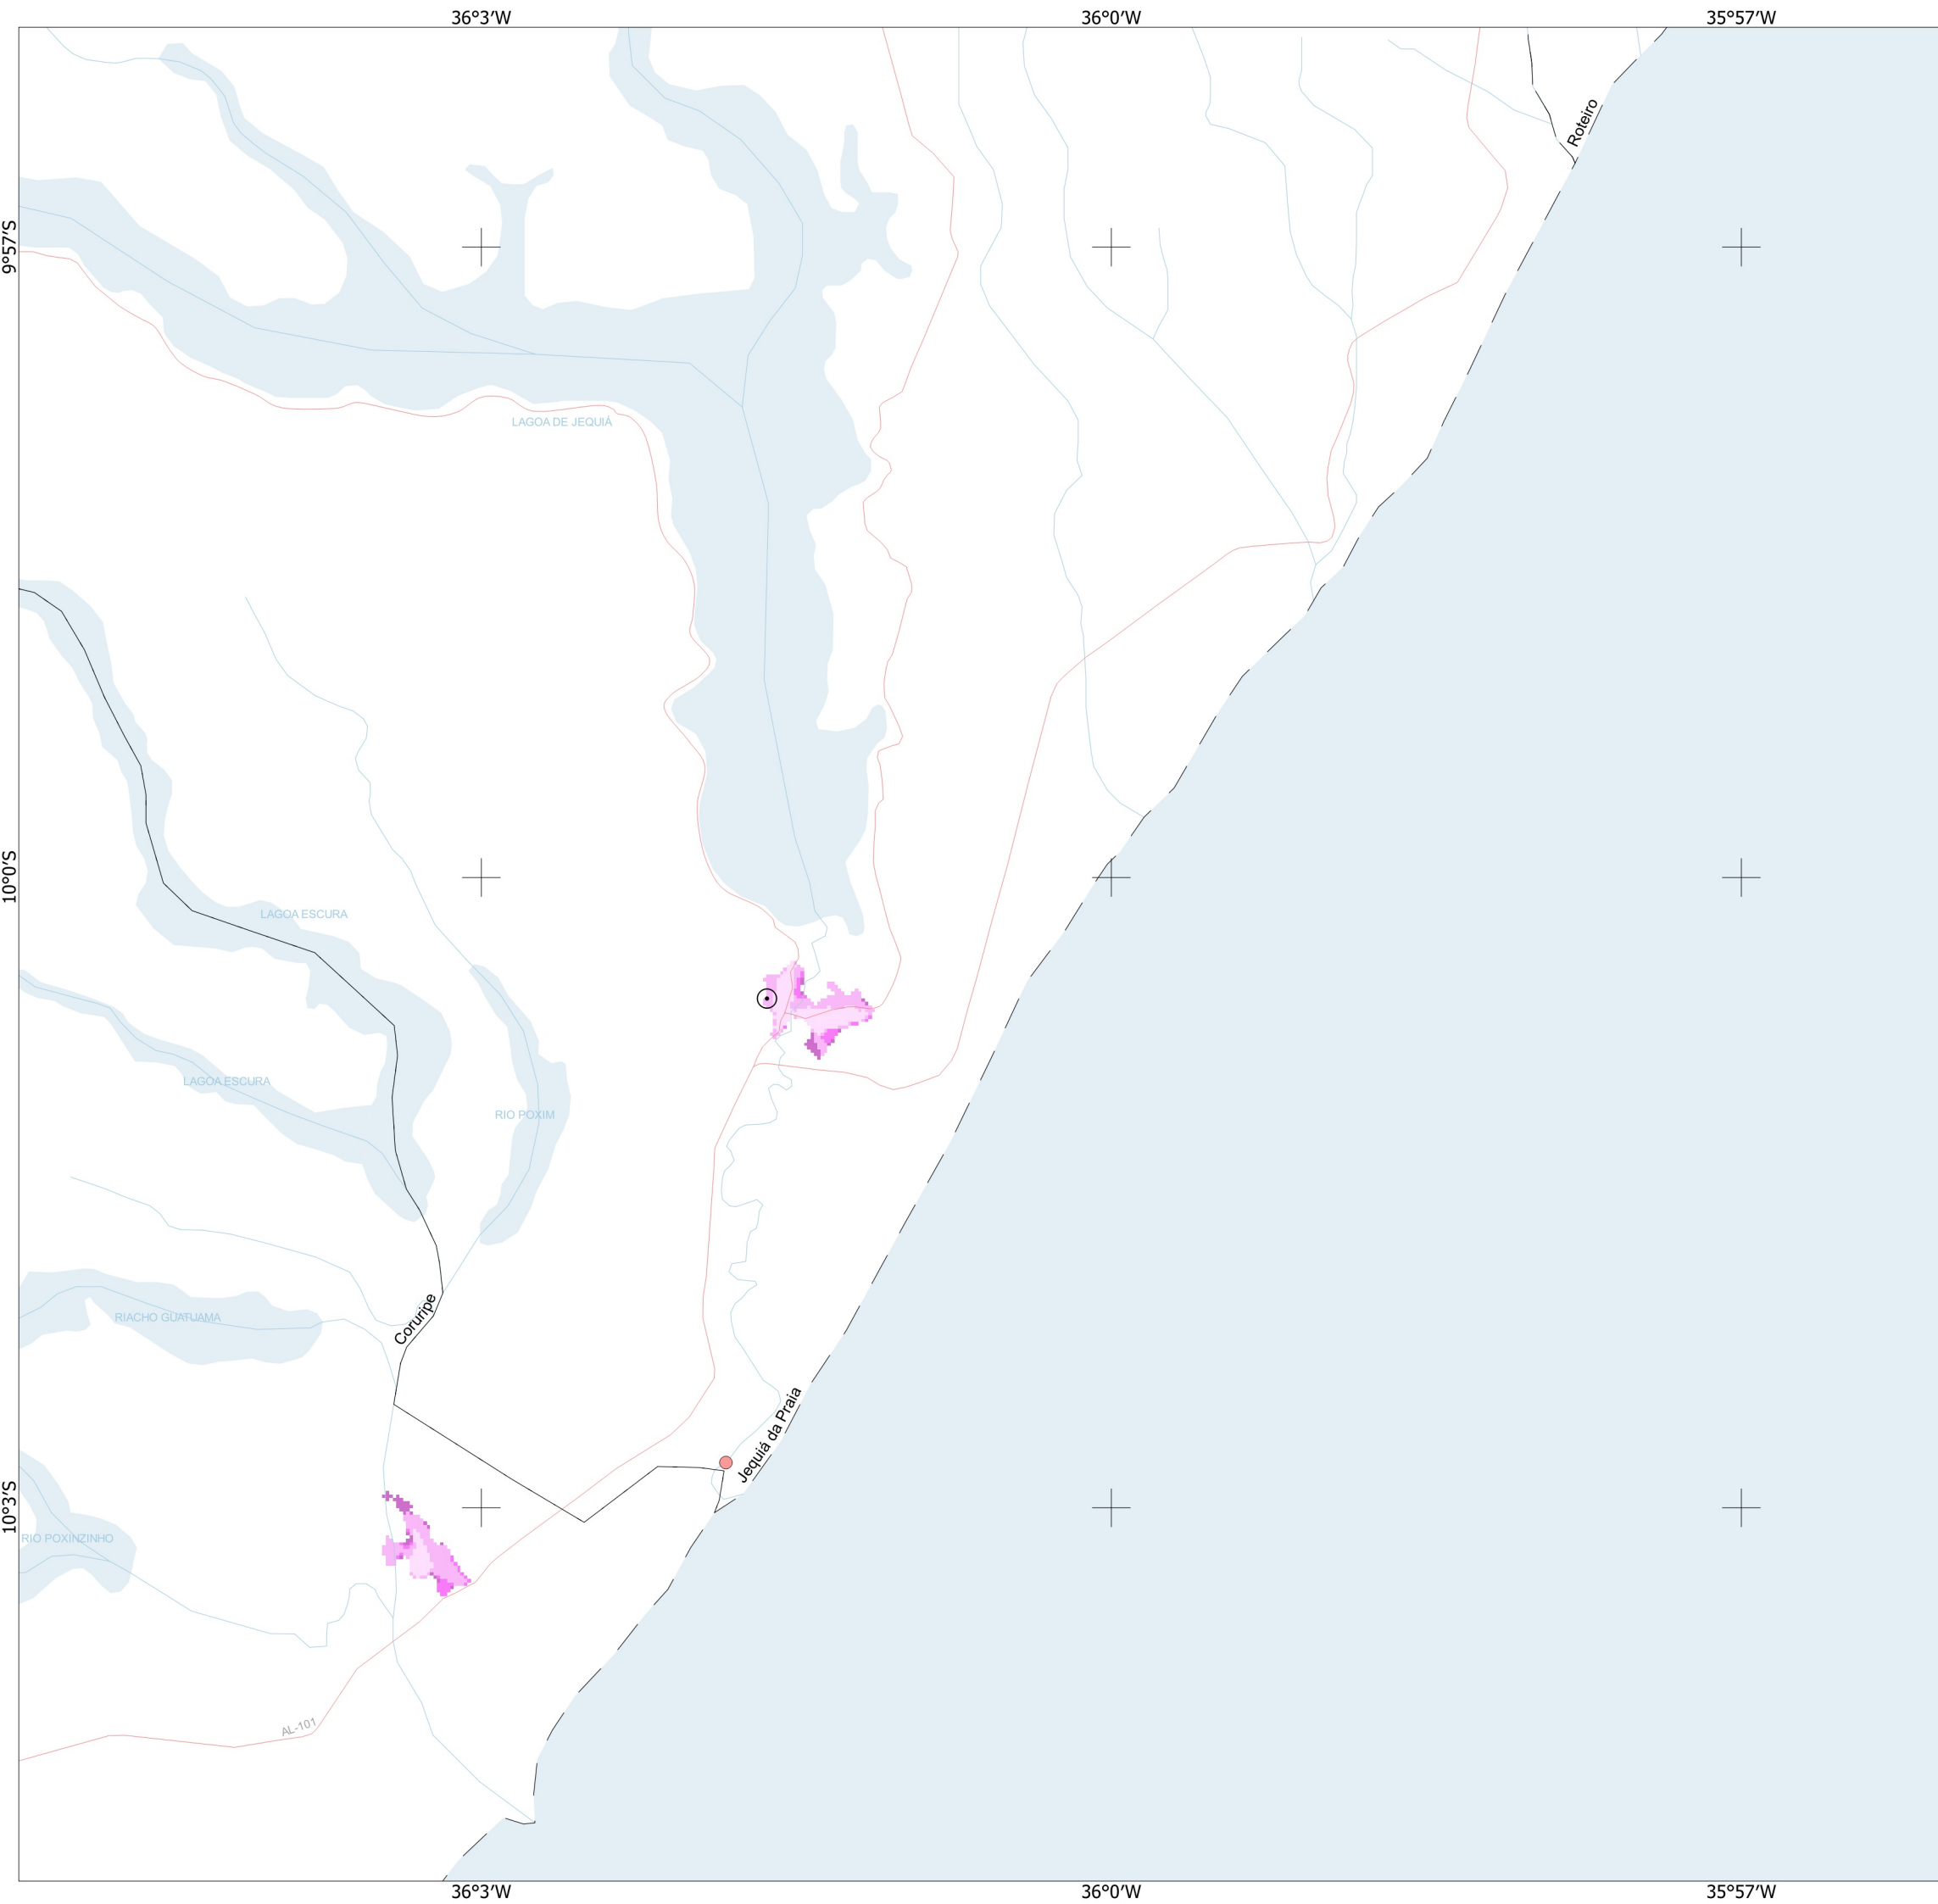 36°3'W
36°0'W
35°57'W
Roteiro
9°57'S
LAGOA DE JEQUIÁ
10°0'S
LAGOA ESCURA
LAGOA ESCURA
RIO POXIM
Coruripe
RIACHO GUATUAMA
Jequiá da Praia
10°3'S
RIO POXINZINHO
AL-101
36°3'W
36°0'W
35°57'W